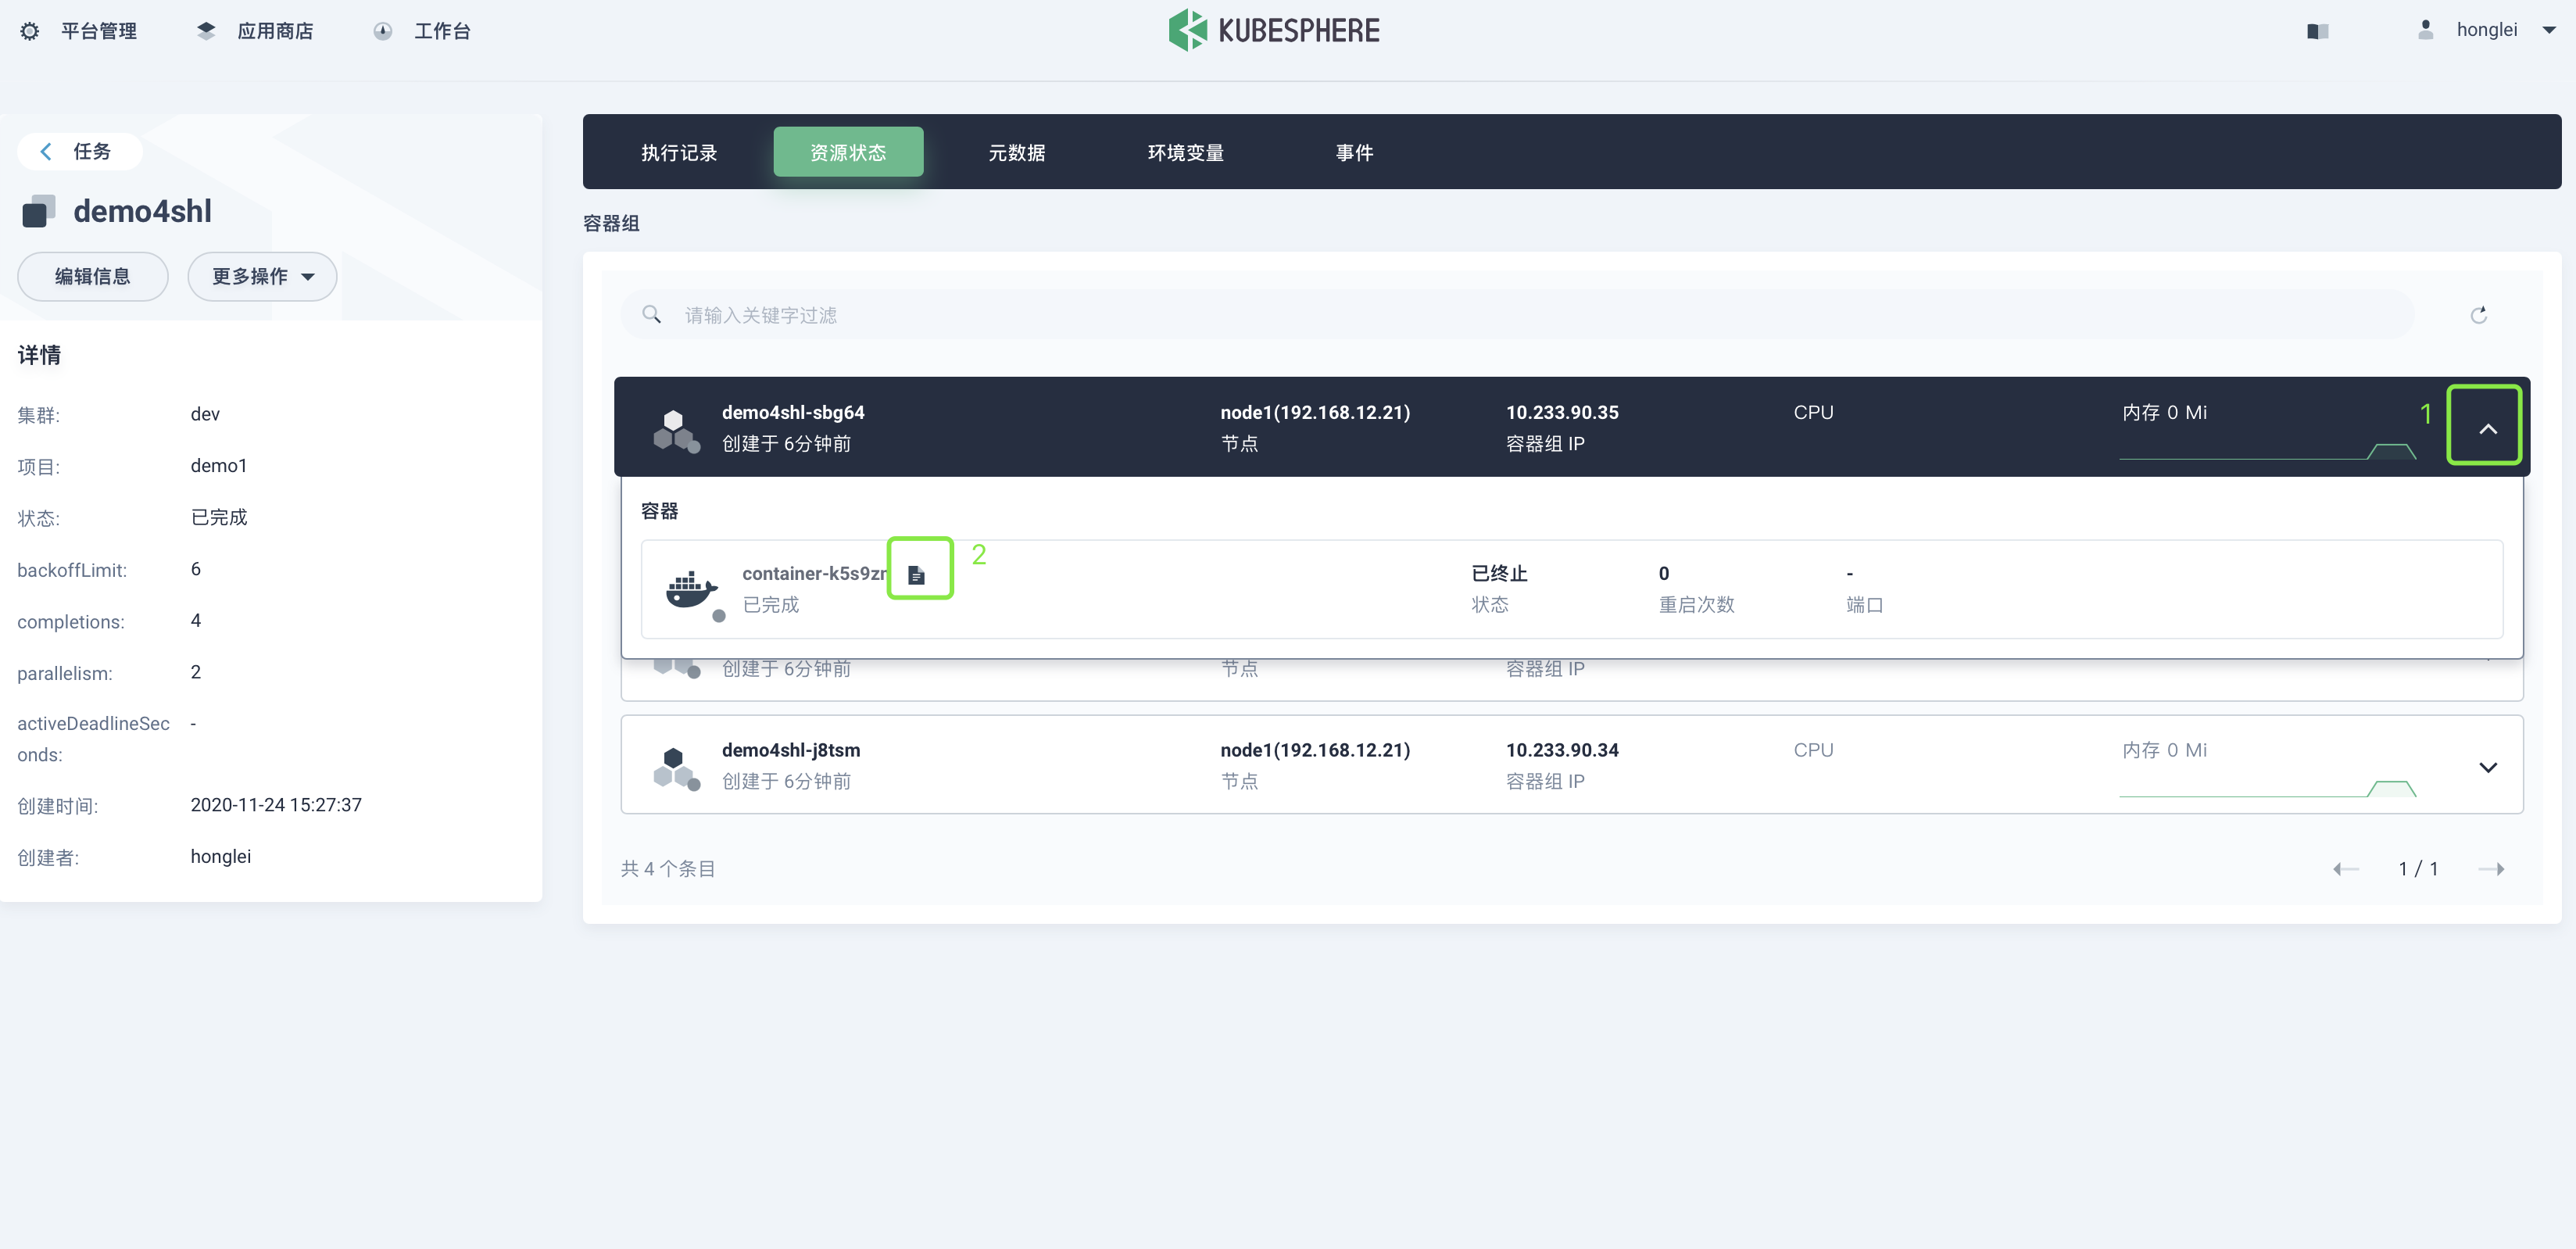 平台管理
应用商店
工作台
KUBESPHERE
honglei
任务
demo4shl
编辑信息
更多操作
详情
集群:
dev
项目:
demo1
状态:
已完成
backoffLimit:
6
completions:
4
parallelism:
2
activeDeadlineSec
onds:
-
创建时间:
2020-11-24 15:27:37
创建者:
honglei
执行记录
资源状态
元数据
环境变量
事件
容器组
请输入关键字过滤
demo4shl-sbg64
创建于 6分钟前
node1(192.168.12.21)
节点
10.233.90.35
容器组 IP
CPU
内存 0 Mi
1
容器
container-k5s9zr
已完成
2
已终止
状态
0
重启次数
-
端口
创建于 6分钟前
节点
容器组 IP
demo4shl-j8tsm
创建于 6分钟前
node1(192.168.12.21)
节点
10.233.90.34
容器组 IP
CPU
内存 0 Mi
共 4 个条目
1 / 1